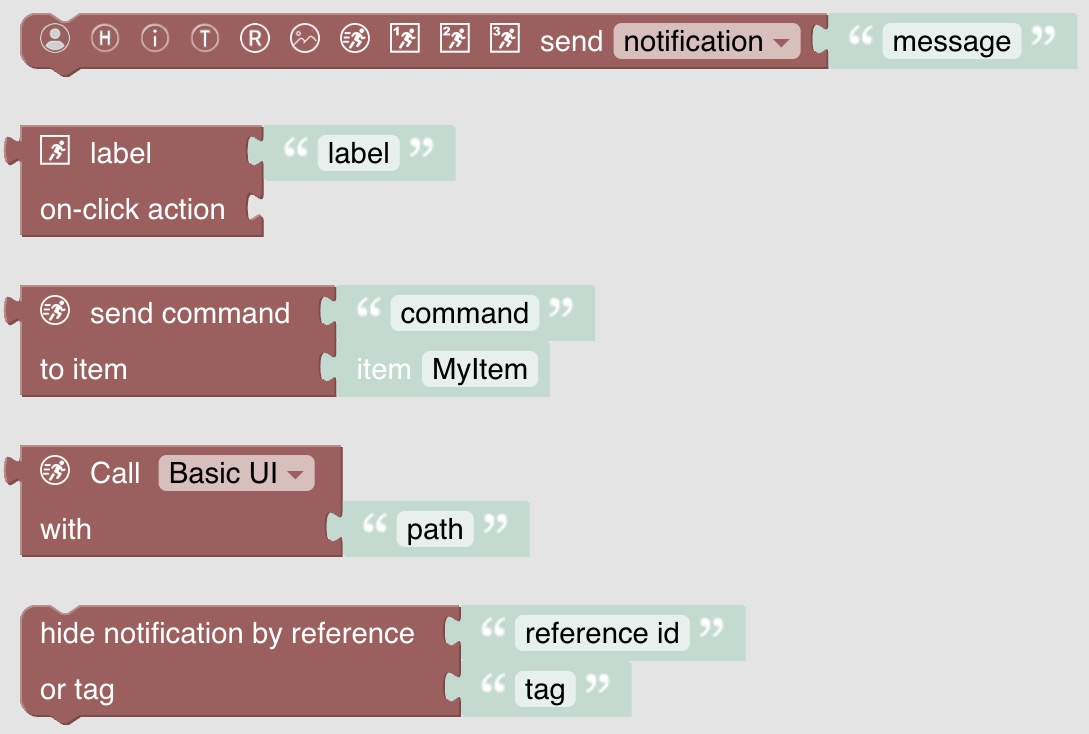 H i T R 1 2 3 send notification “ message ”
label “ label ”
on-click action
send command “ command ”
to item item MyItem
Call Basic UI
with “ path ”
hide notification by reference “ reference id ”
or tag “ tag ”